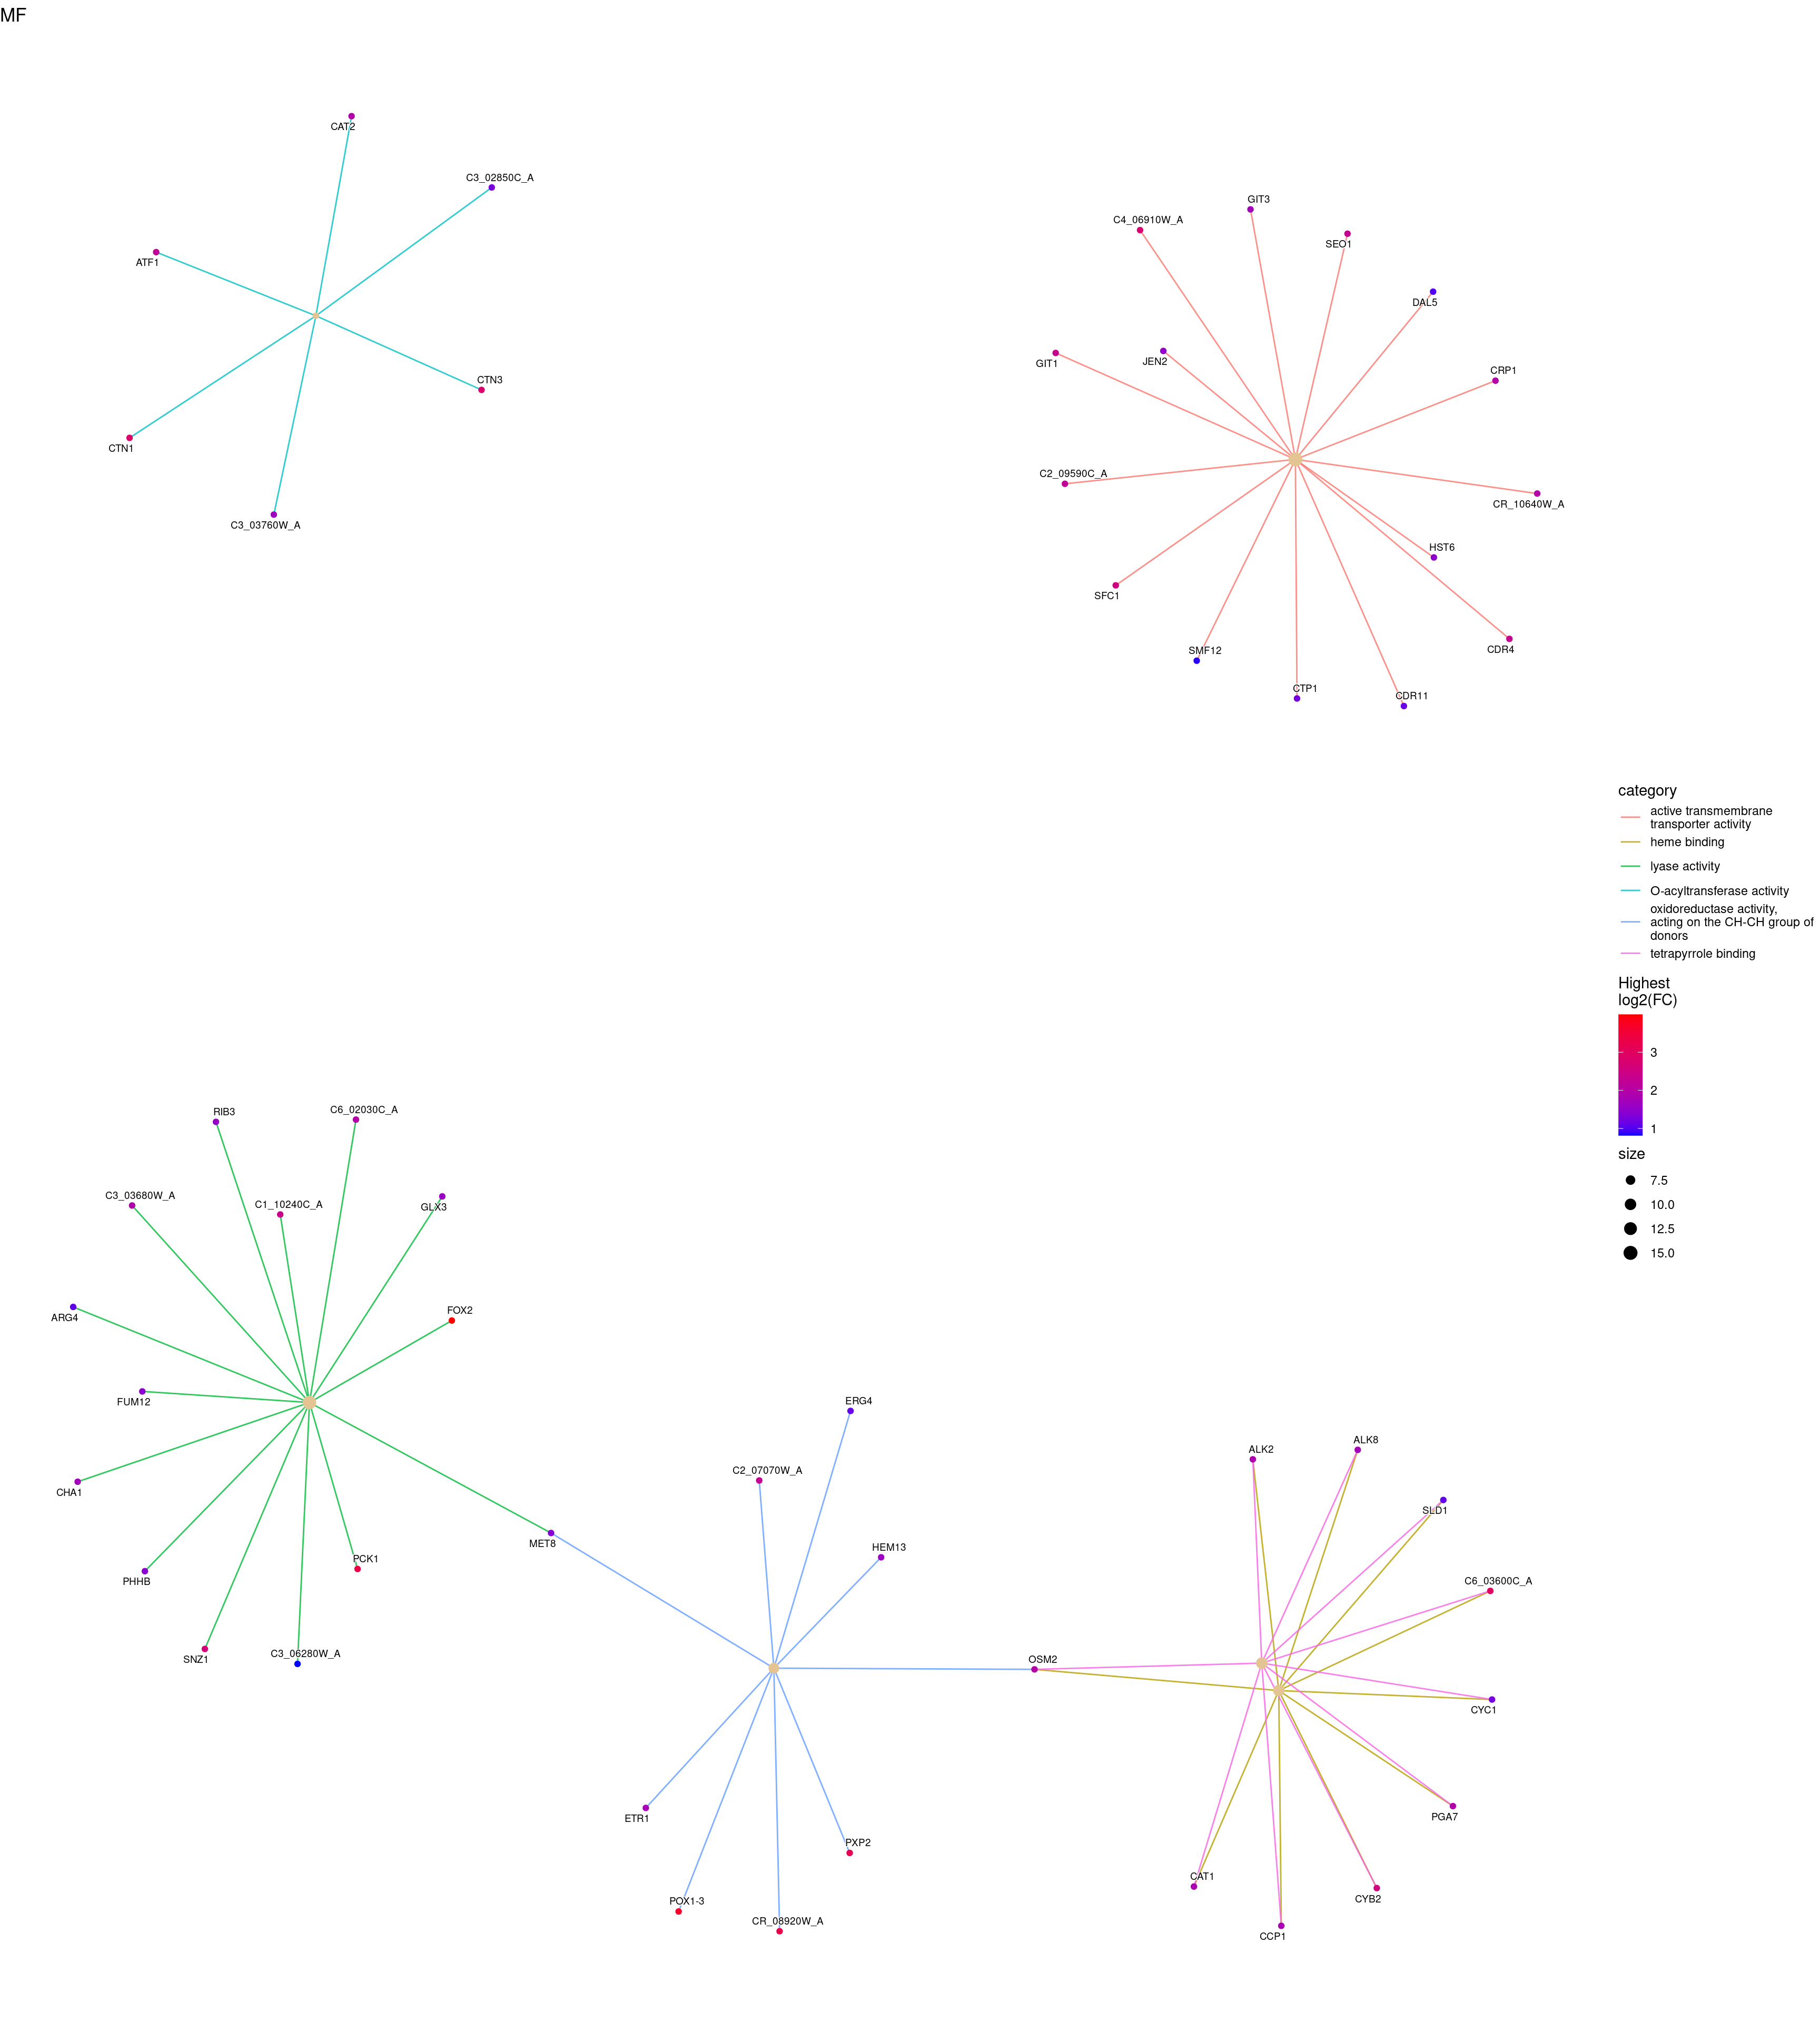 MF
CAT2
C3_02850C_A
ATF1
CTN3
CTN1
C3_03760W_A
GIT3
C4_06910W_A
SEO1
DAL5
GIT1
JEN2
CRP1
C2_09590C_A
CR_10640W_A
HST6
SFC1
SMF12
CDR4
CTP1
CDR11
category
active transmembrane
transporter activity
heme binding
lyase activity
O-acyltransferase activity
oxidoreductase activity,
acting on the CH-CH group of
donors
tetrapyrrole binding
Highest
log2(FC)
3
2
1
size
7.5
10.0
12.5
15.0
RIB3
C6_02030C_A
C3_03680W_A
C1_10240C_A
GLX3
ARG4
FOX2
FUM12
CHA1
PHHB
PCK1
SNZ1
C3_06280W_A
MET8
ERG4
C2_07070W_A
HEM13
OSM2
ETR1
PXP2
POX1-3
CR_08920W_A
ALK2
ALK8
SLD1
C6_03600C_A
CYC1
PGA7
CAT1
CYB2
CCP1